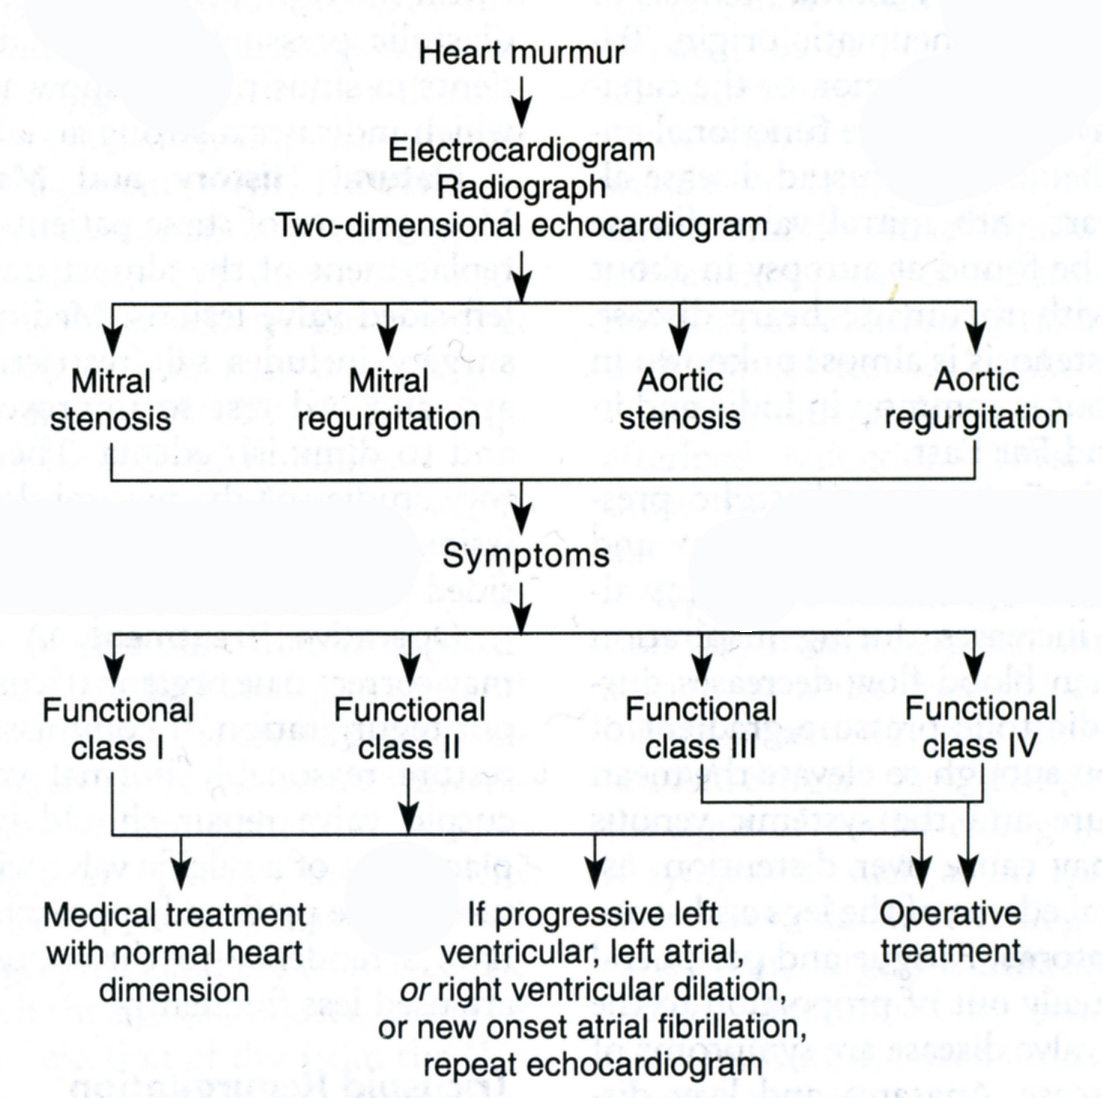 Heart murmur
Electrocardiogram
Radiograph
Two-dimensional echocardiogram
Mitral
stenosis
Mitral
regurgitation
Aortic
stenosis
Aortic
regurgitation
Symptoms
Functional
class I
Functional
class II
Functional
class III
Functional
class IV
Medical treatment
with normal heart
dimension
If progressive left
ventricular, left atrial,
or right ventricular dilation,
or new onset atrial fibrillation,
repeat echocardiogram
Operative
treatment